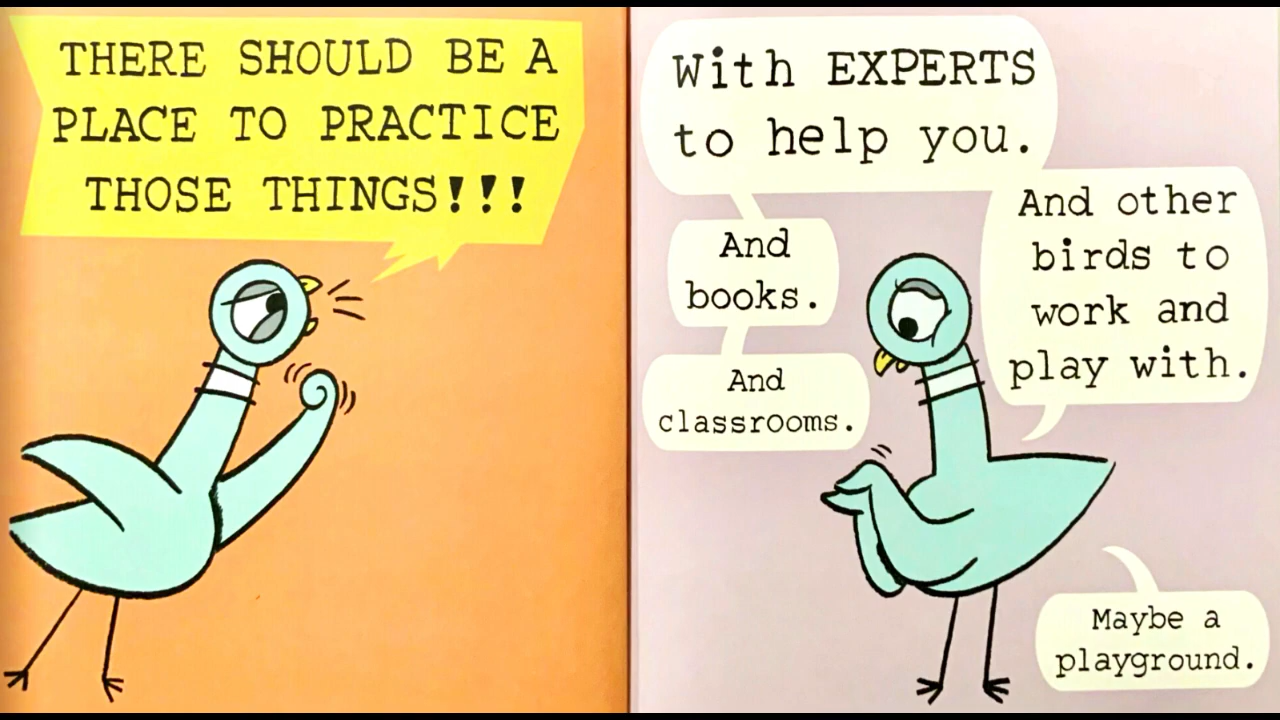 THERE SHOULD BE A
PLACE TO PRACTICE
THOSE THINGS!!!
With EXPERTS
to help you.
And
books.
And
classrooms.
And other
birds to
work and
play with.
Maybe a
playground.